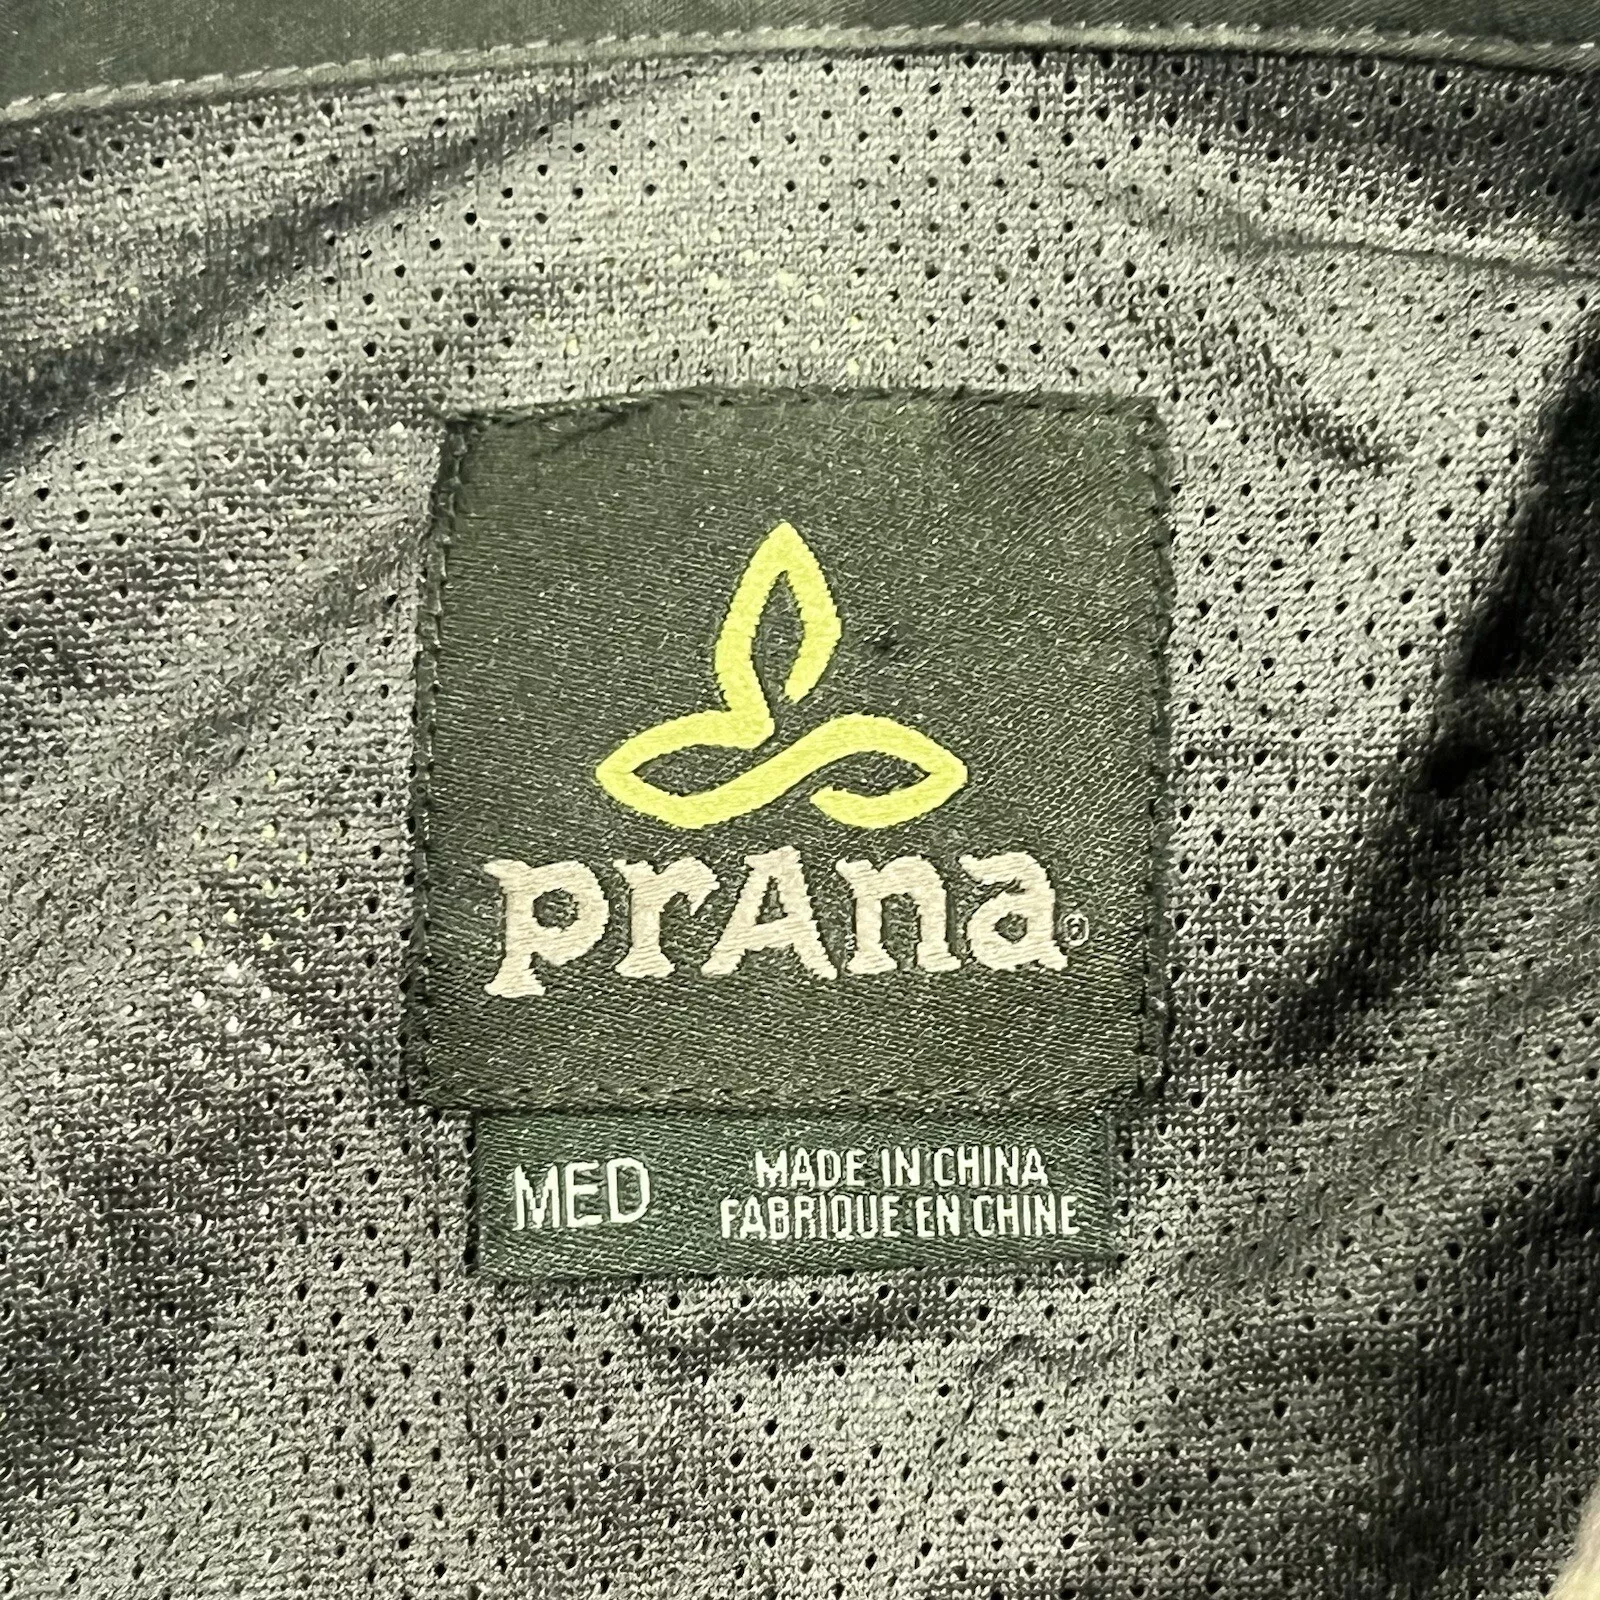 prAna®
MED
MADE IN CHINA
FABRIQUE EN CHINE